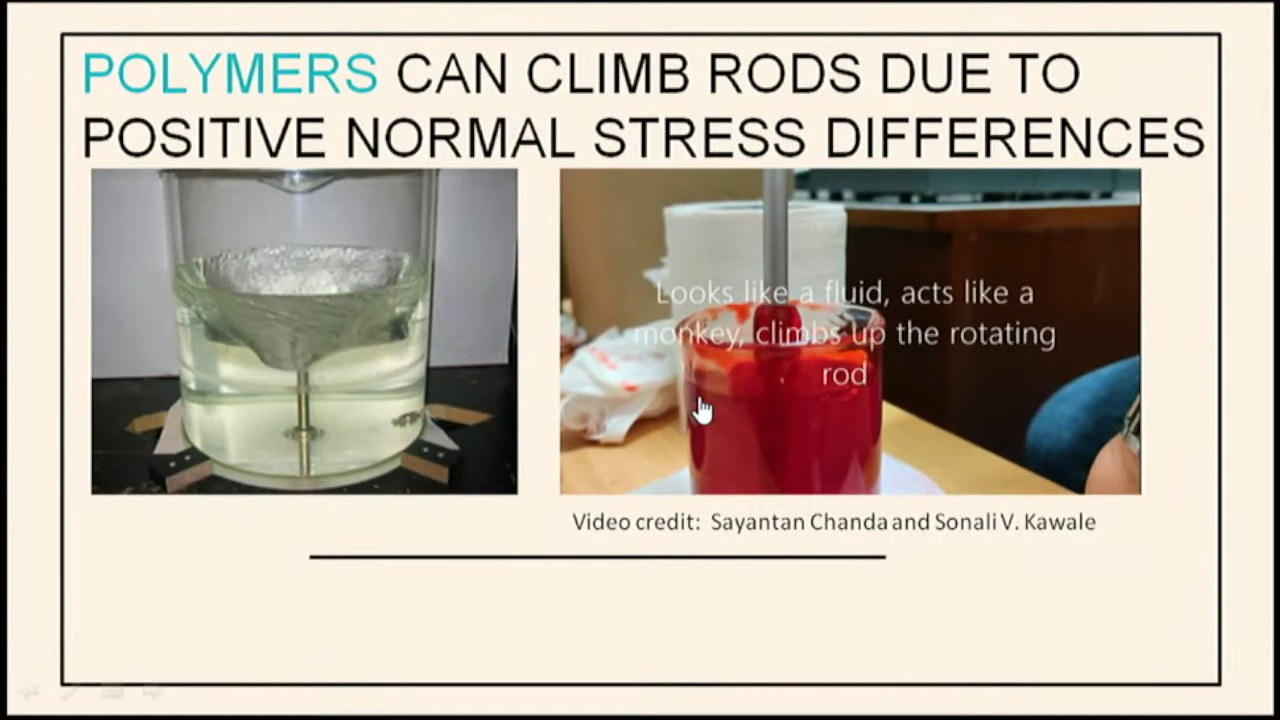 POLYMERS CAN CLIMB RODS DUE TO
POSITIVE NORMAL STRESS DIFFERENCES
Looks like a fluid, acts like a
monkey, climbs up the rotating
rod
Video credit: Sayantan Chanda and Sonali V. Kawale